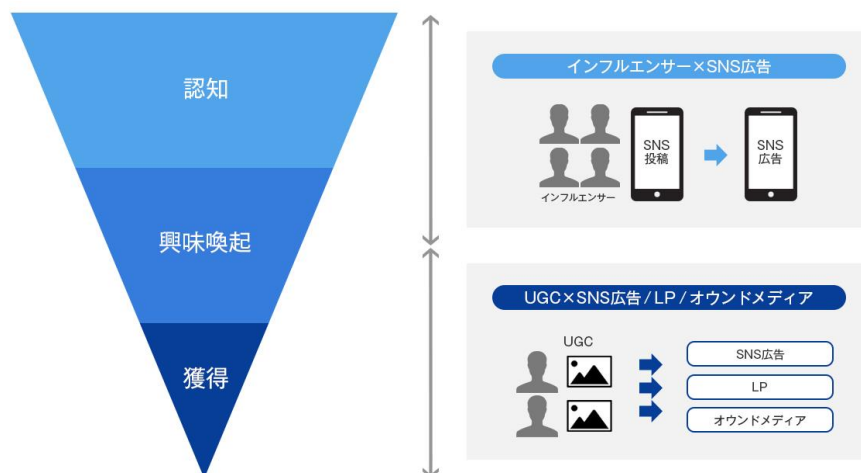 認知
興味喚起
獲得
インフルエンサー×SNS広告
SNS
投稿
SNS
広告
インフルエンサー
UGC×SNS広告/LP/オウンドメディア
UGC
SNS広告
LP
オウンドメディア